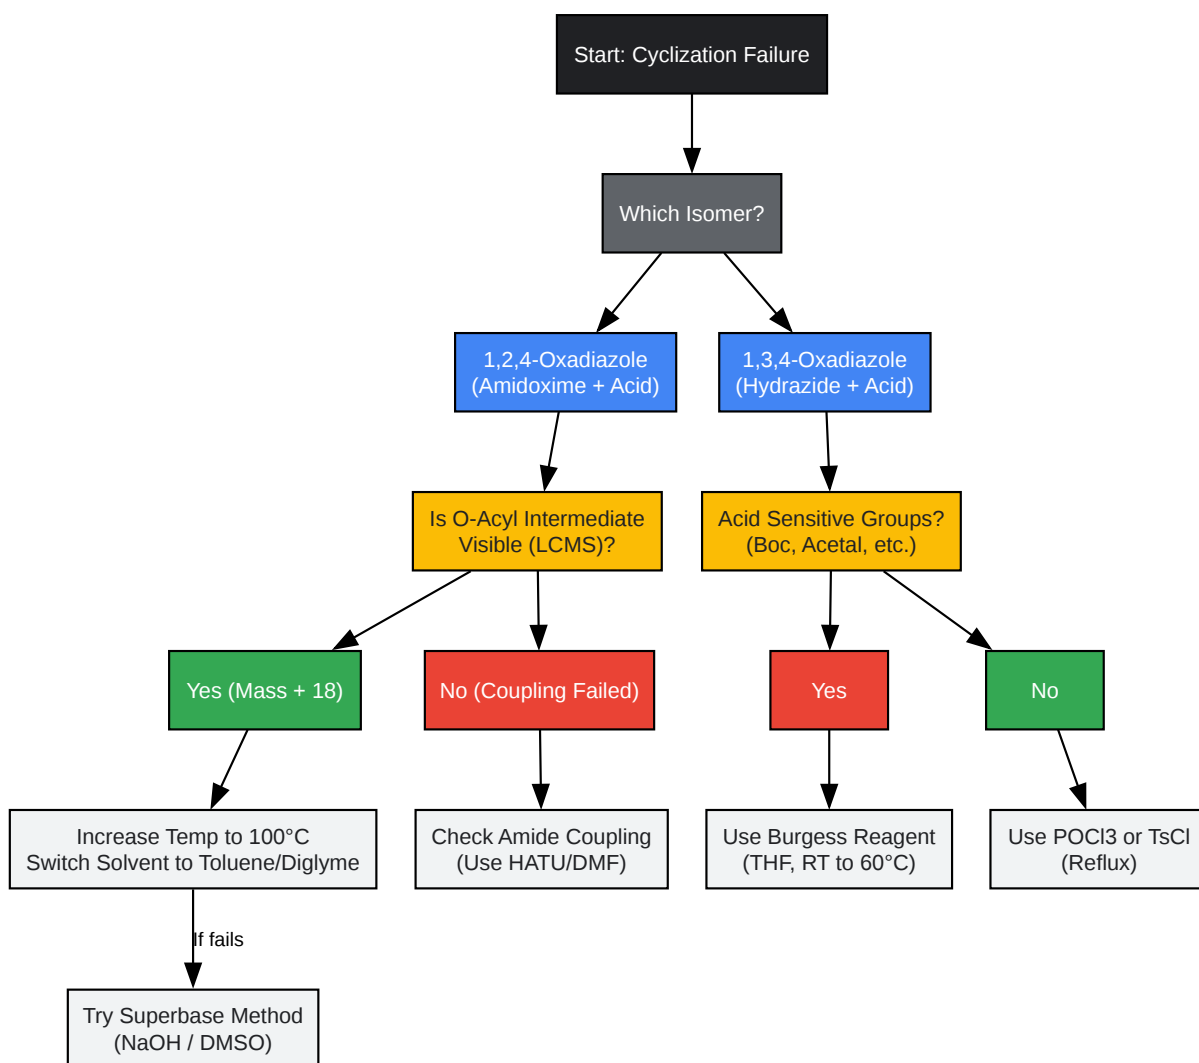 Start: Cyclization Failure
Which Isomer?
1,2,4-Oxadiazole
(Amidoxime + Acid)
1,3,4-Oxadiazole
(Hydrazide + Acid)
Is O-Acyl Intermediate
Visible (LCMS)?
Acid Sensitive Groups?
(Boc, Acetal, etc.)
Yes (Mass + 18)
No (Coupling Failed)
Yes
No
Increase Temp to 100°C
Switch Solvent to Toluene/Diglyme
Check Amide Coupling
(Use HATU/DMF)
Use Burgess Reagent
(THF, RT to 60°C)
Use POCl3 or TsCl
(Reflux)
If fails
Try Superbase Method
(NaOH / DMSO)